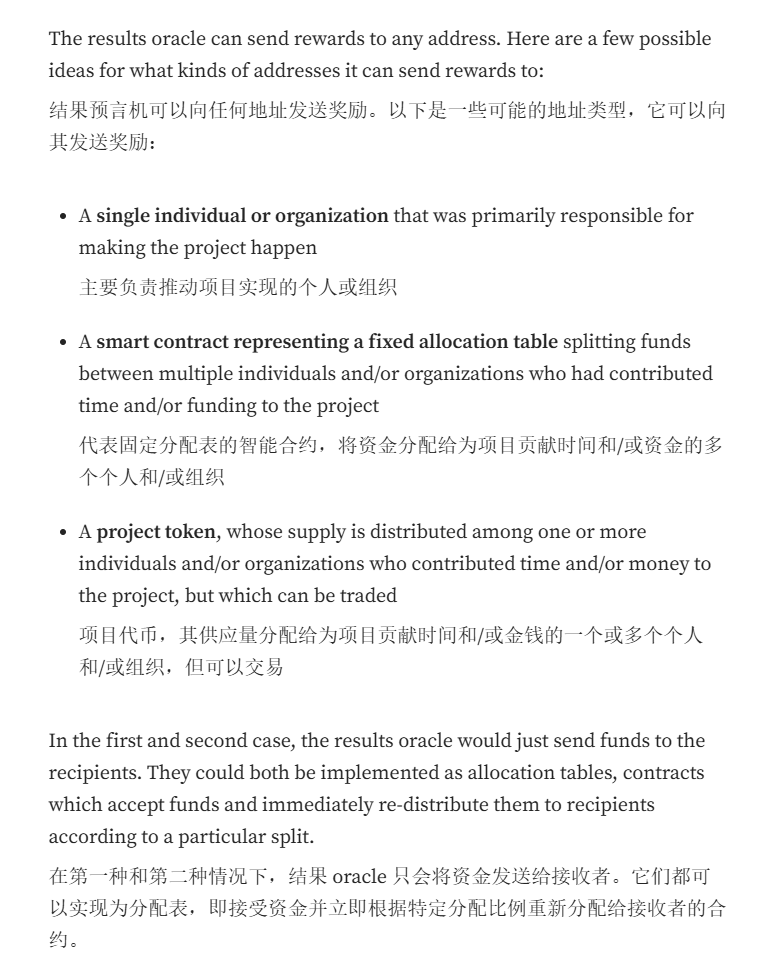 The results oracle can send rewards to any address. Here are a few possible
ideas for what kinds of addresses it can send rewards to:
结果预言机可以向任何地址发送奖励。以下是一些可能的地址类型，它可以向
其发送奖励：
• A single individual or organization that was primarily responsible for
making the project happen
主要负责推动项目实现的个人或组织
• A smart contract representing a fixed allocation table splitting funds
between multiple individuals and/or organizations who had contributed
time and/or funding to the project
代表固定分配表的智能合约，将资金分配给为项目贡献时间和/或资金的多
个个人和/或组织
• A project token, whose supply is distributed among one or more
individuals and/or organizations who contributed time and/or money to
the project, but which can be traded
项目代币，其供应量分配给为项目贡献时间和/或金钱的一个或多个个人
和/或组织，但可以交易
In the first and second case, the results oracle would just send funds to the
recipients. They could both be implemented as allocation tables, contracts
which accept funds and immediately re-distribute them to recipients
according to a particular split.
在第一种和第二种情况下，结果 oracle 只会将资金发送给接收者。它们都可
以实现为分配表，即接受资金并立即根据特定分配比例重新分配给接收者的合
约。